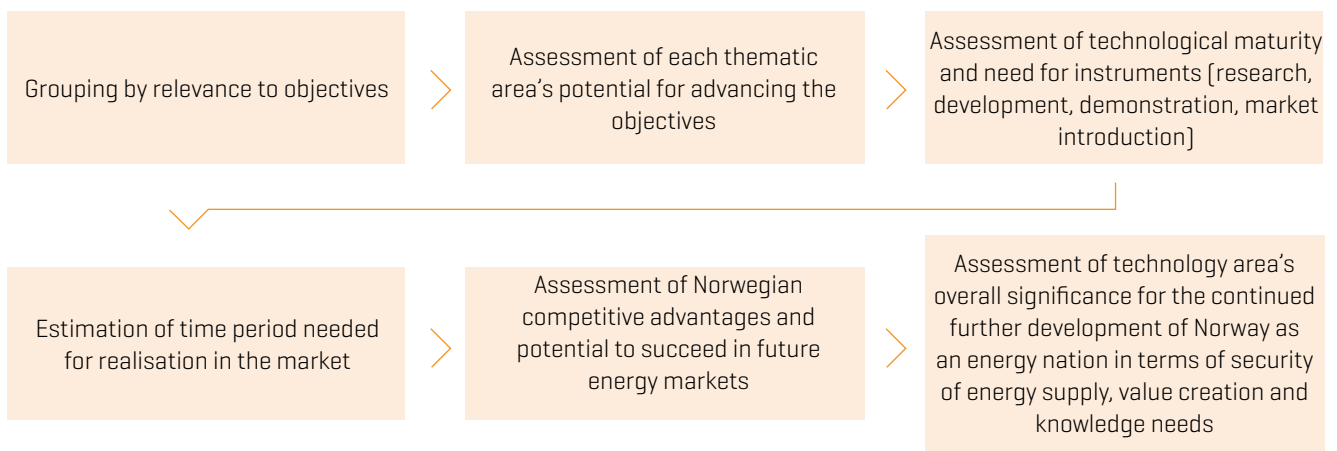 Grouping by relevance to objectives
Assessment of each thematic
area’s potential for advancing the
objectives
Assessment of technological maturity
and need for instruments (research,
development, demonstration, market
introduction)
Estimation of time period needed
for realisation in the market
Assessment of Norwegian
competitive advantages and
potential to succeed in future
energy markets
Assessment of technology area’s
overall significance for the continued
further development of Norway as
an energy nation in terms of security
of energy supply, value creation and
knowledge needs